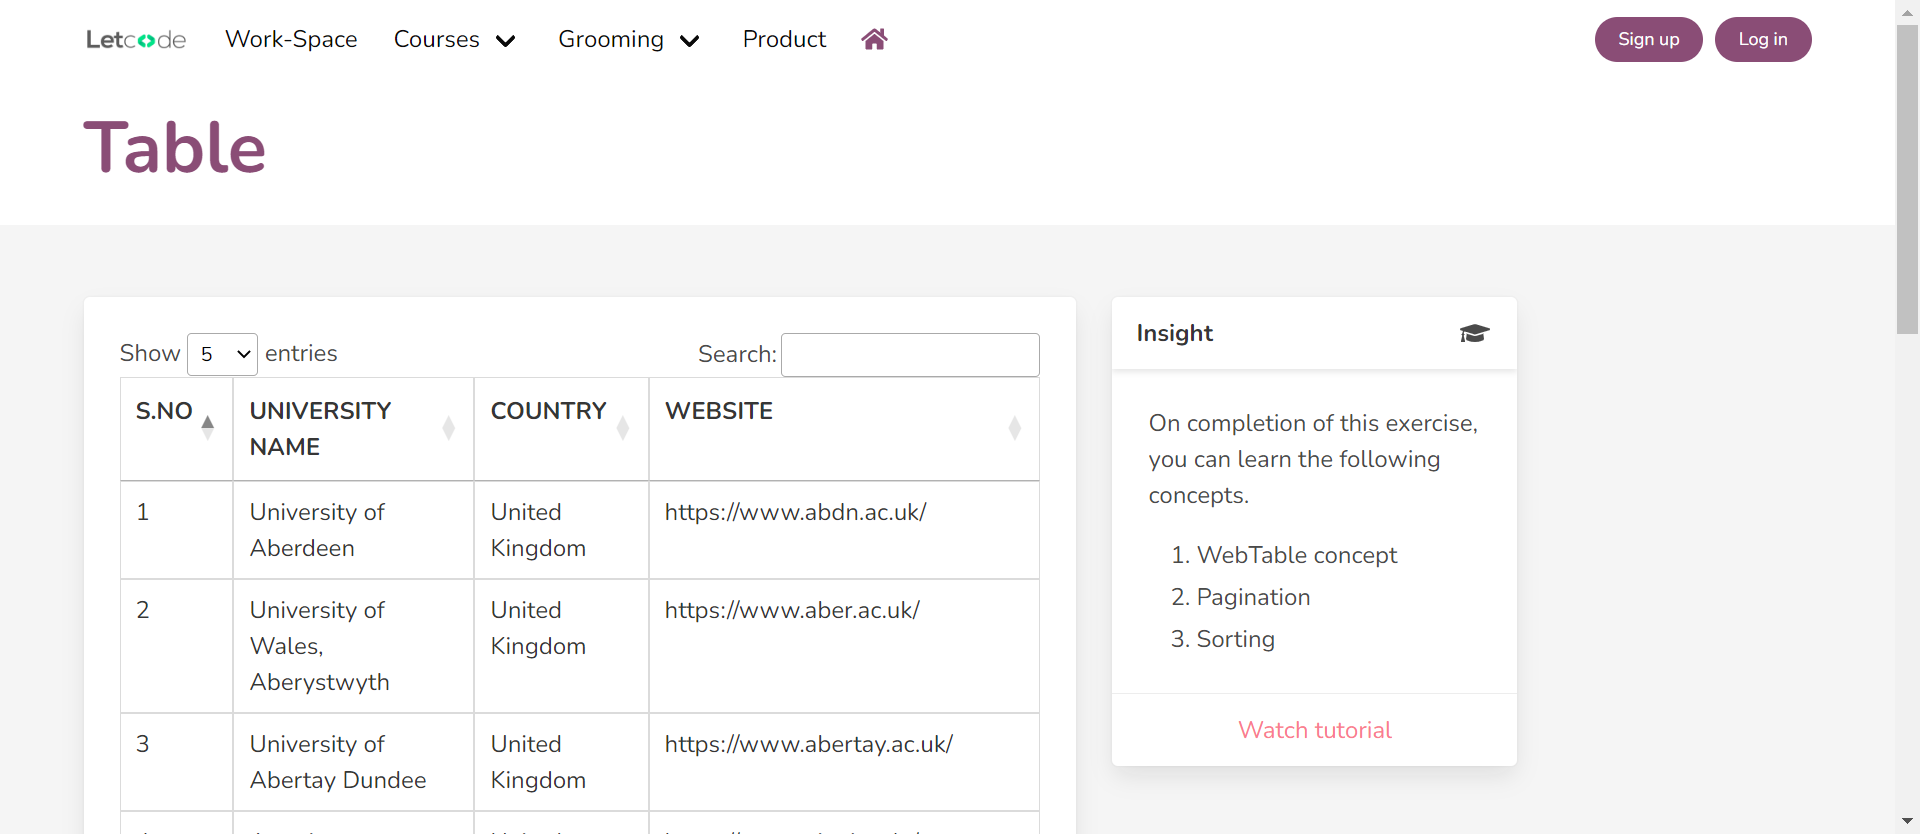 Letcode Work-Space Courses Grooming Product Sign up Log in
Table
Show 5 entries Search:
S.NO UNIVERSITY NAME COUNTRY WEBSITE
1 University of Aberdeen United Kingdom https://www.abdn.ac.uk/
2 University of Wales, Aberystwyth United Kingdom https://www.aber.ac.uk/
3 University of Abertay Dundee United Kingdom https://www.abertay.ac.uk/
Insight
On completion of this exercise,
you can learn the following
concepts.
1. WebTable concept
2. Pagination
3. Sorting
Watch tutorial